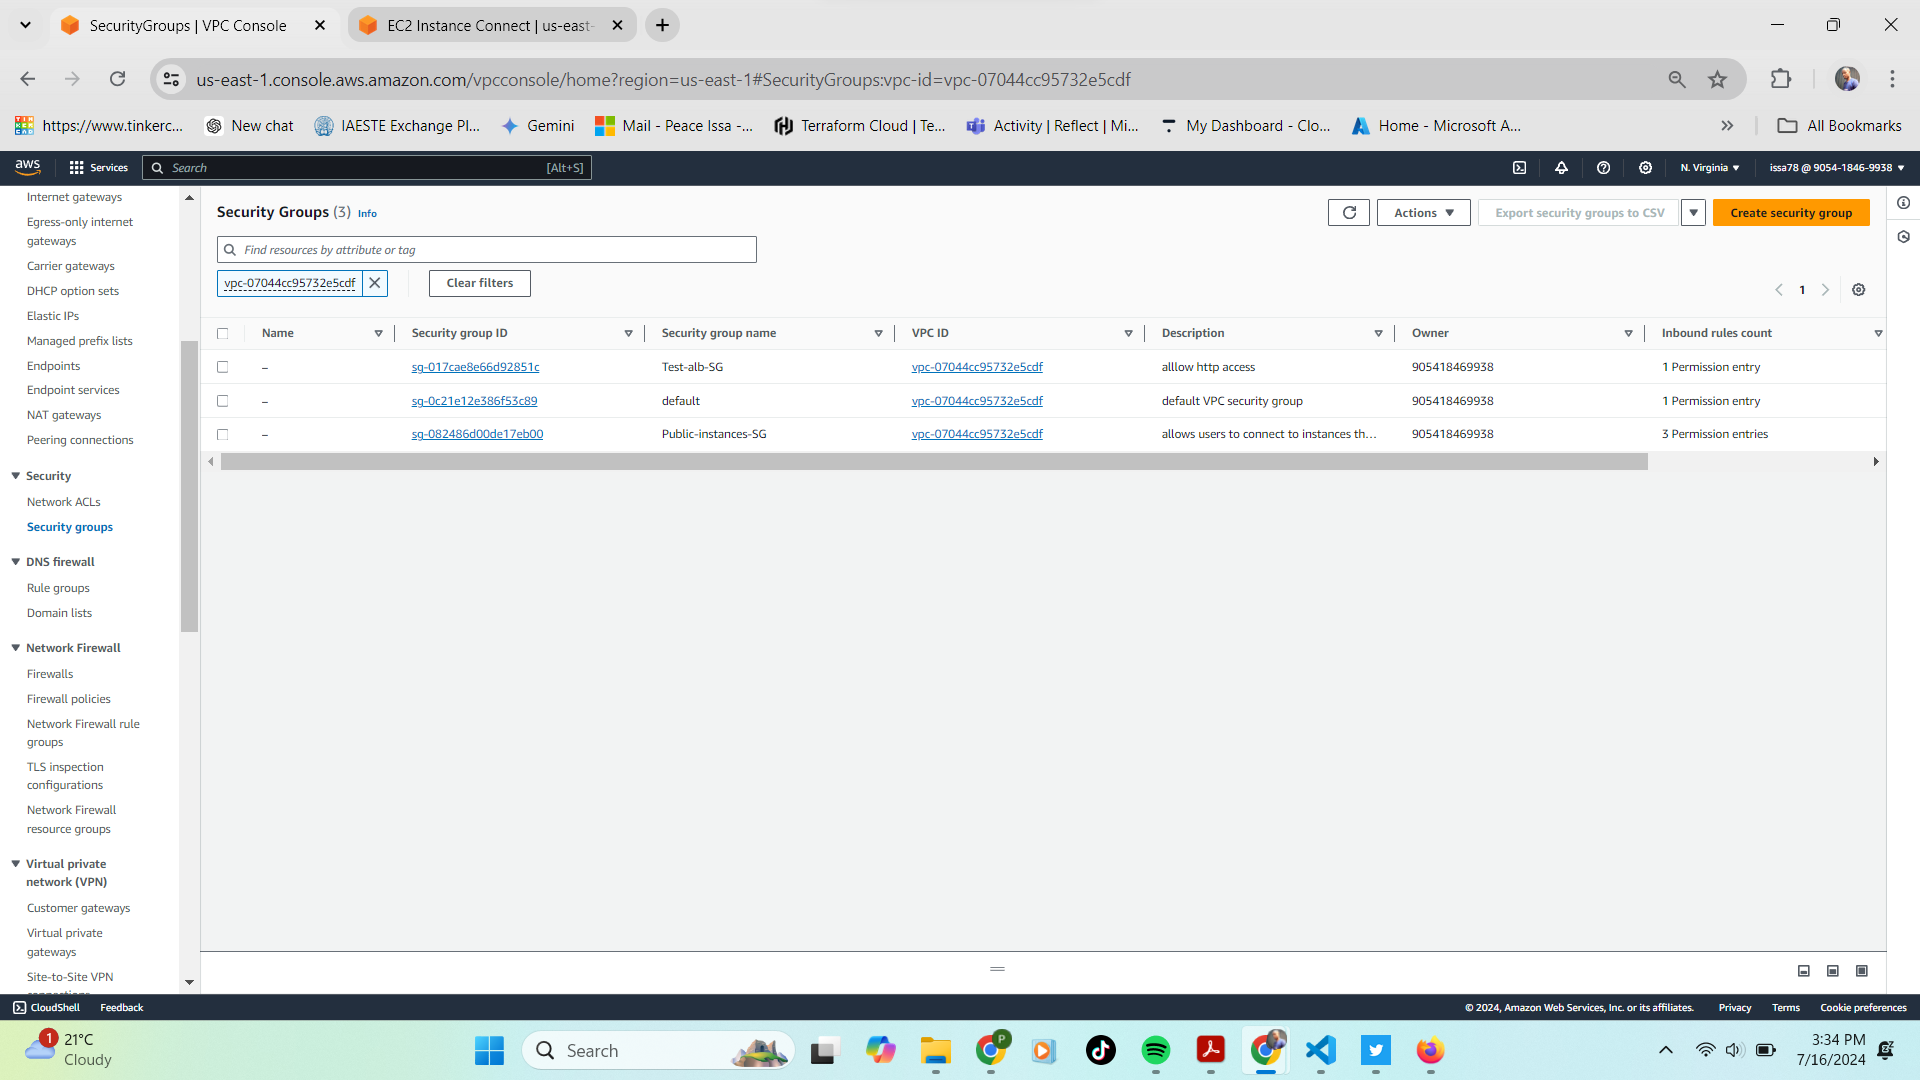 SecurityGroups | VPC Console
EC2 Instance Connect | us-east-
us-east-1.console.aws.amazon.com/vpcconsole/home?region=us-east-1#SecurityGroups:vpc-id=vpc-07044cc95732e5cdf
https://www.tinkerc...
New chat
IAESTE Exchange Pl...
Gemini
Mail - Peace Issa -...
Terraform Cloud | Te...
Activity | Reflect | Mi...
My Dashboard - Clo...
Home - Microsoft A...
All Bookmarks
aws
Services
Search
[Alt+S]
N. Virginia
issa78 @ 9054-1846-9938
Internet gateways
Egress-only internet
gateways
Carrier gateways
DHCP option sets
Elastic IPs
Managed prefix lists
Endpoints
Endpoint services
NAT gateways
Peering connections
Security
Network ACLs
Security groups
DNS firewall
Rule groups
Domain lists
Network Firewall
Firewalls
Firewall policies
Network Firewall rule
groups
TLS inspection
configurations
Network Firewall
resource groups
Virtual private
network (VPN)
Customer gateways
Virtual private
gateways
Site-to-Site VPN
connections
Security Groups (3) Info
Actions
Export security groups to CSV
Create security group
Find resources by attribute or tag
vpc-07044cc95732e5cdf
Clear filters
1
Name Security group ID Security group name VPC ID Description Owner Inbound rules count
– sg-017cae8e66d92851c Test-alb-SG vpc-07044cc95732e5cdf alllow http access 905418469938 1 Permission entry
– sg-0c21e12e386f53c89 default vpc-07044cc95732e5cdf default VPC security group 905418469938 1 Permission entry
– sg-082486d00de17eb00 Public-instances-SG vpc-07044cc95732e5cdf allows users to connect to instances th... 905418469938 3 Permission entries
CloudShell
Feedback
© 2024, Amazon Web Services, Inc. or its affiliates.
Privacy
Terms
Cookie preferences
1
21°C
Cloudy
Search
P
3:34 PM
7/16/2024